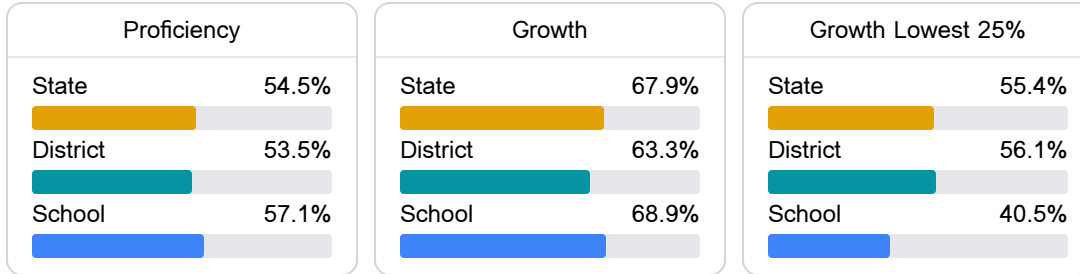 Proficiency
State 54.5%
District 53.5%
School 57.1%
Growth
State 67.9%
District 63.3%
School 68.9%
Growth Lowest 25%
State 55.4%
District 56.1%
School 40.5%